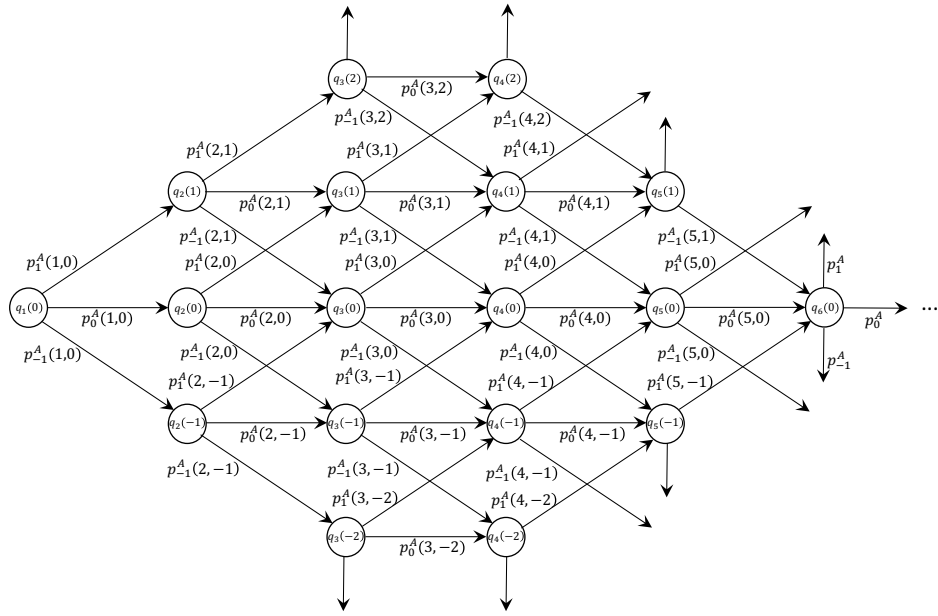 q₃(2)
q₄(2)
p₀ᴬ(3,2)
p₋₁ᴬ(3,2)
p₋₁ᴬ(4,2)
p₁ᴬ(2,1)
p₁ᴬ(3,1)
p₁ᴬ(4,1)
q₂(1)
q₃(1)
q₄(1)
q₅(1)
p₀ᴬ(2,1)
p₀ᴬ(3,1)
p₀ᴬ(4,1)
p₋₁ᴬ(2,1)
p₋₁ᴬ(3,1)
p₋₁ᴬ(4,1)
p₋₁ᴬ(5,1)
p₁ᴬ(1,0)
p₁ᴬ(2,0)
p₁ᴬ(3,0)
p₁ᴬ(4,0)
p₁ᴬ(5,0)
p₁ᴬ
q₁(0)
q₂(0)
q₃(0)
q₄(0)
q₅(0)
q₆(0)
...
p₀ᴬ(1,0)
p₀ᴬ(2,0)
p₀ᴬ(3,0)
p₀ᴬ(4,0)
p₀ᴬ(5,0)
p₀ᴬ
p₋₁ᴬ(1,0)
p₋₁ᴬ(2,0)
p₋₁ᴬ(3,0)
p₋₁ᴬ(4,0)
p₋₁ᴬ(5,0)
p₋₁ᴬ
p₁ᴬ(2,−1)
p₁ᴬ(3,−1)
p₁ᴬ(4,−1)
p₁ᴬ(5,−1)
q₂(−1)
q₃(−1)
q₄(−1)
q₅(−1)
p₀ᴬ(2,−1)
p₀ᴬ(3,−1)
p₀ᴬ(4,−1)
p₋₁ᴬ(2,−1)
p₋₁ᴬ(3,−1)
p₋₁ᴬ(4,−1)
p₁ᴬ(3,−2)
p₁ᴬ(4,−2)
q₃(−2)
q₄(−2)
p₀ᴬ(3,−2)